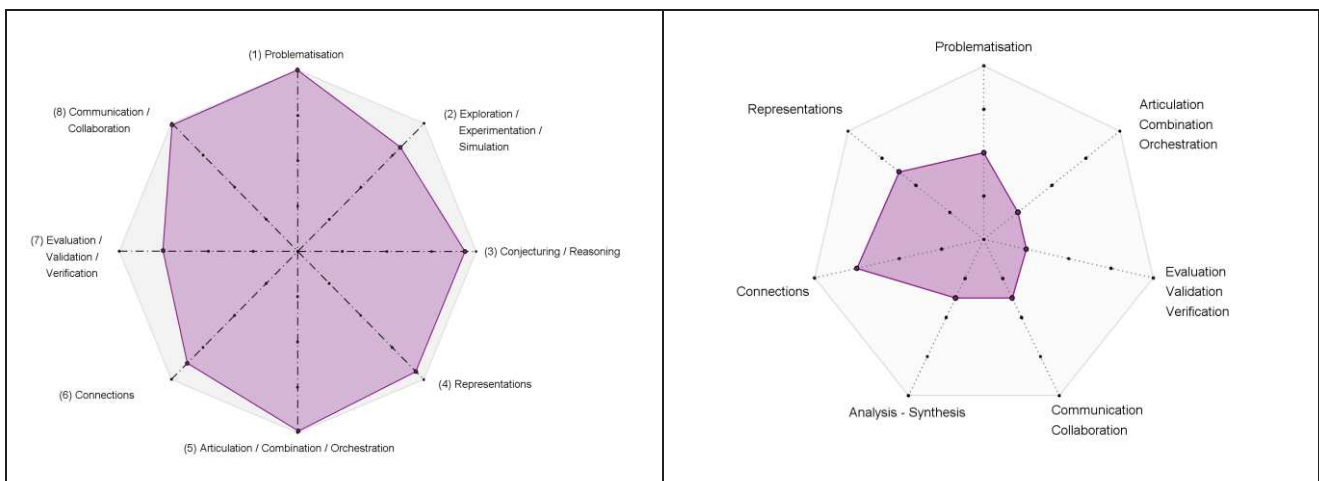 (1) Problematisation
(2) Exploration /
Experimentation /
Simulation
(3) Conjecturing / Reasoning
(4) Representations
(5) Articulation / Combination / Orchestration
(6) Connections
(7) Evaluation /
Validation /
Verification
(8) Communication /
Collaboration
Problematisation
Articulation
Combination
Orchestration
Evaluation
Validation
Verification
Communication
Collaboration
Analysis - Synthesis
Connections
Representations